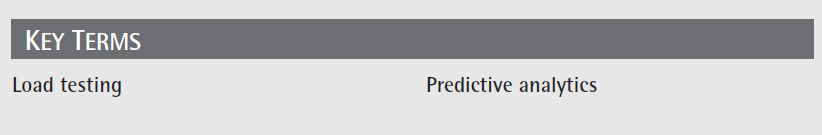 KEY TERMS
Load testing
Predictive analytics